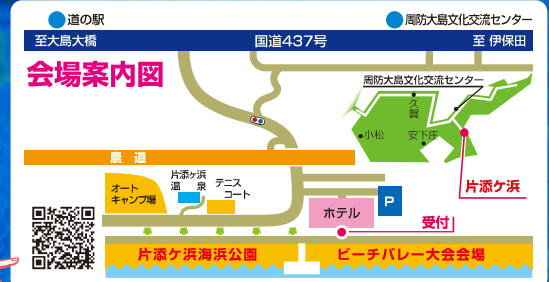 道の駅
周防大島文化交流センター
至大島大橋
国道437号
至 伊保田
会場案内図
周防大島文化交流センター
久賀
小松
安下庄
片添ヶ浜
農道
オート
キャンプ場
片添ヶ浜
温泉
テニス
コート
P
ホテル
受付
片添ケ浜海浜公園
ビーチバレー大会会場